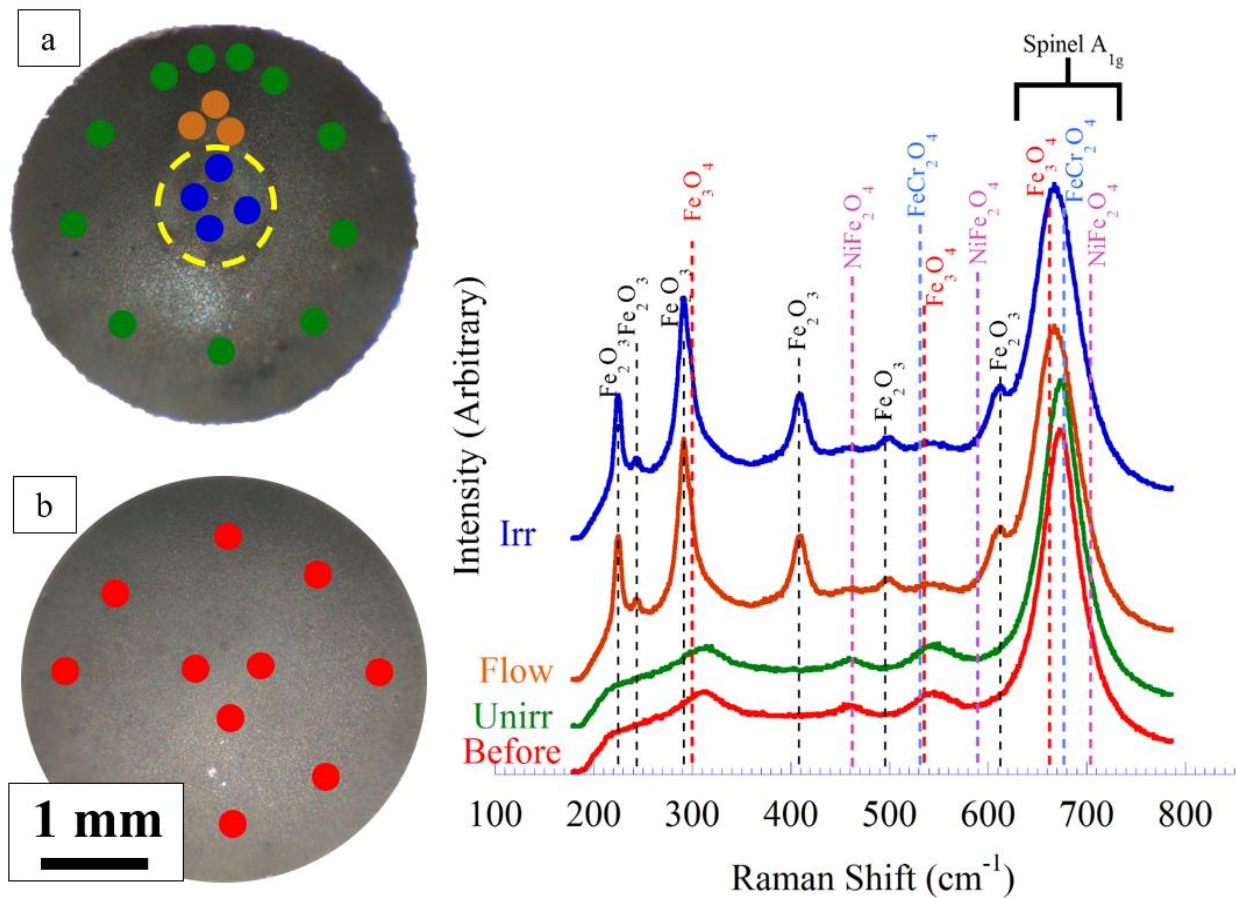 a
b
1 mm
Spinel A1g
Fe3O4
FeCr2O4
Fe3O4
NiFe2O4
FeCr2O4
Fe3O4
NiFe2O4
NiFe2O4
Fe2O3
Fe2O3
Fe2O3
Fe2O3
Fe2O3
Fe2O3
Intensity (Arbitrary)
Irr
Flow
Unirr
Before
100 200 300 400 500 600 700 800
Raman Shift (cm-1)